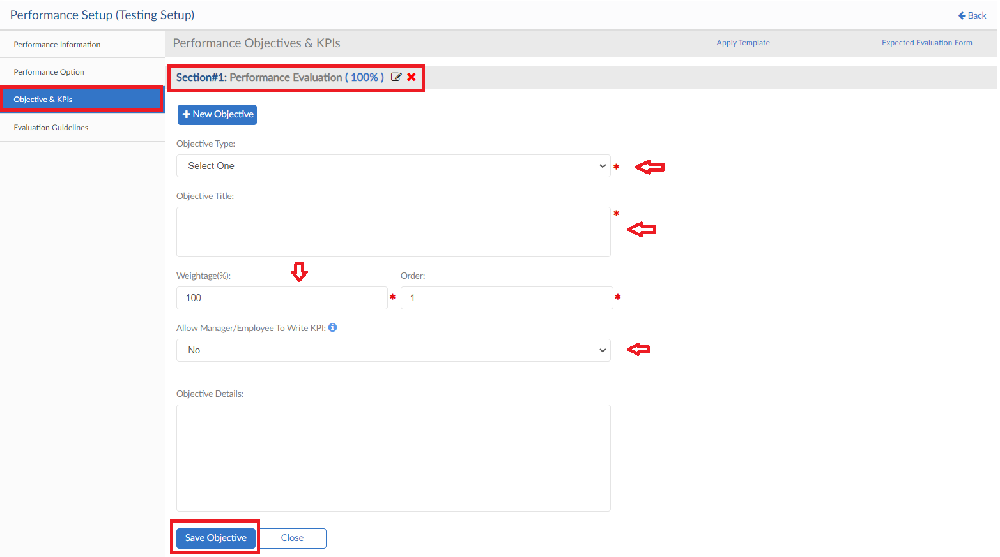 Performance Setup (Testing Setup)
Back
Performance Information
Performance Option
Objective & KPIs
Evaluation Guidelines
Performance Objectives & KPIs
Apply Template
Expected Evaluation Form
Section#1: Performance Evaluation ( 100% )
New Objective
Objective Type:
Select One
*
Objective Title:
*
Weightage(%):
Order:
100 *
1 *
Allow Manager/Employee To Write KPI:
No
Objective Details:
Save Objective
Close